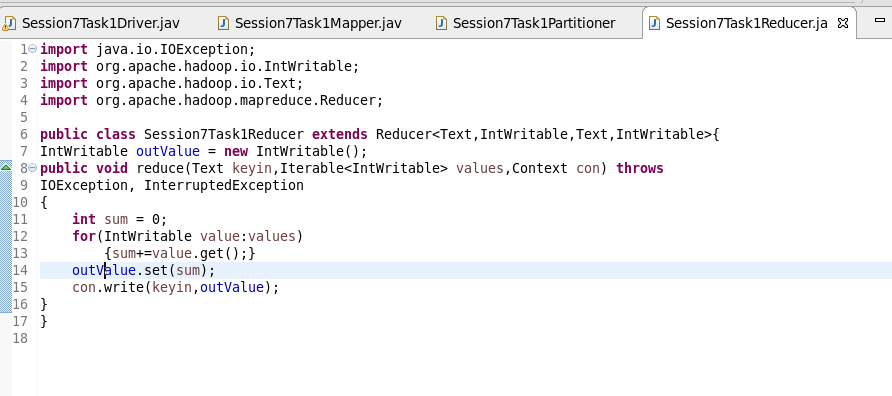 Session7Task1Driver.jav Session7Task1Mapper.jav Session7Task1Partitioner Session7Task1Reducer.ja
1 import java.io.IOException;
2 import org.apache.hadoop.io.IntWritable;
3 import org.apache.hadoop.io.Text;
4 import org.apache.hadoop.mapreduce.Reducer;
5
6 public class Session7Task1Reducer extends Reducer<Text,IntWritable,Text,IntWritable>{
7 IntWritable outValue = new IntWritable();
8 public void reduce(Text keyin,Iterable<IntWritable> values,Context con) throws
9 IOException, InterruptedException
10 {
11     int sum = 0;
12     for(IntWritable value:values)
13         {sum+=value.get();}
14     outValue.set(sum);
15     con.write(keyin,outValue);
16 }
17 }
18